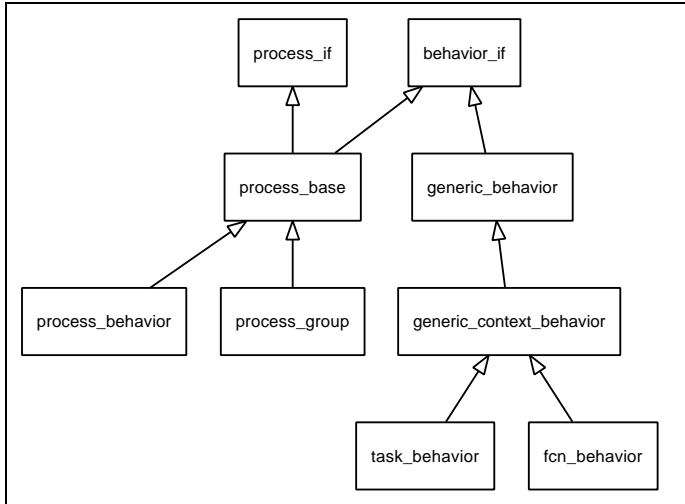 process_if
behavior_if
process_base
generic_behavior
process_behavior
process_group
generic_context_behavior
task_behavior
fcn_behavior